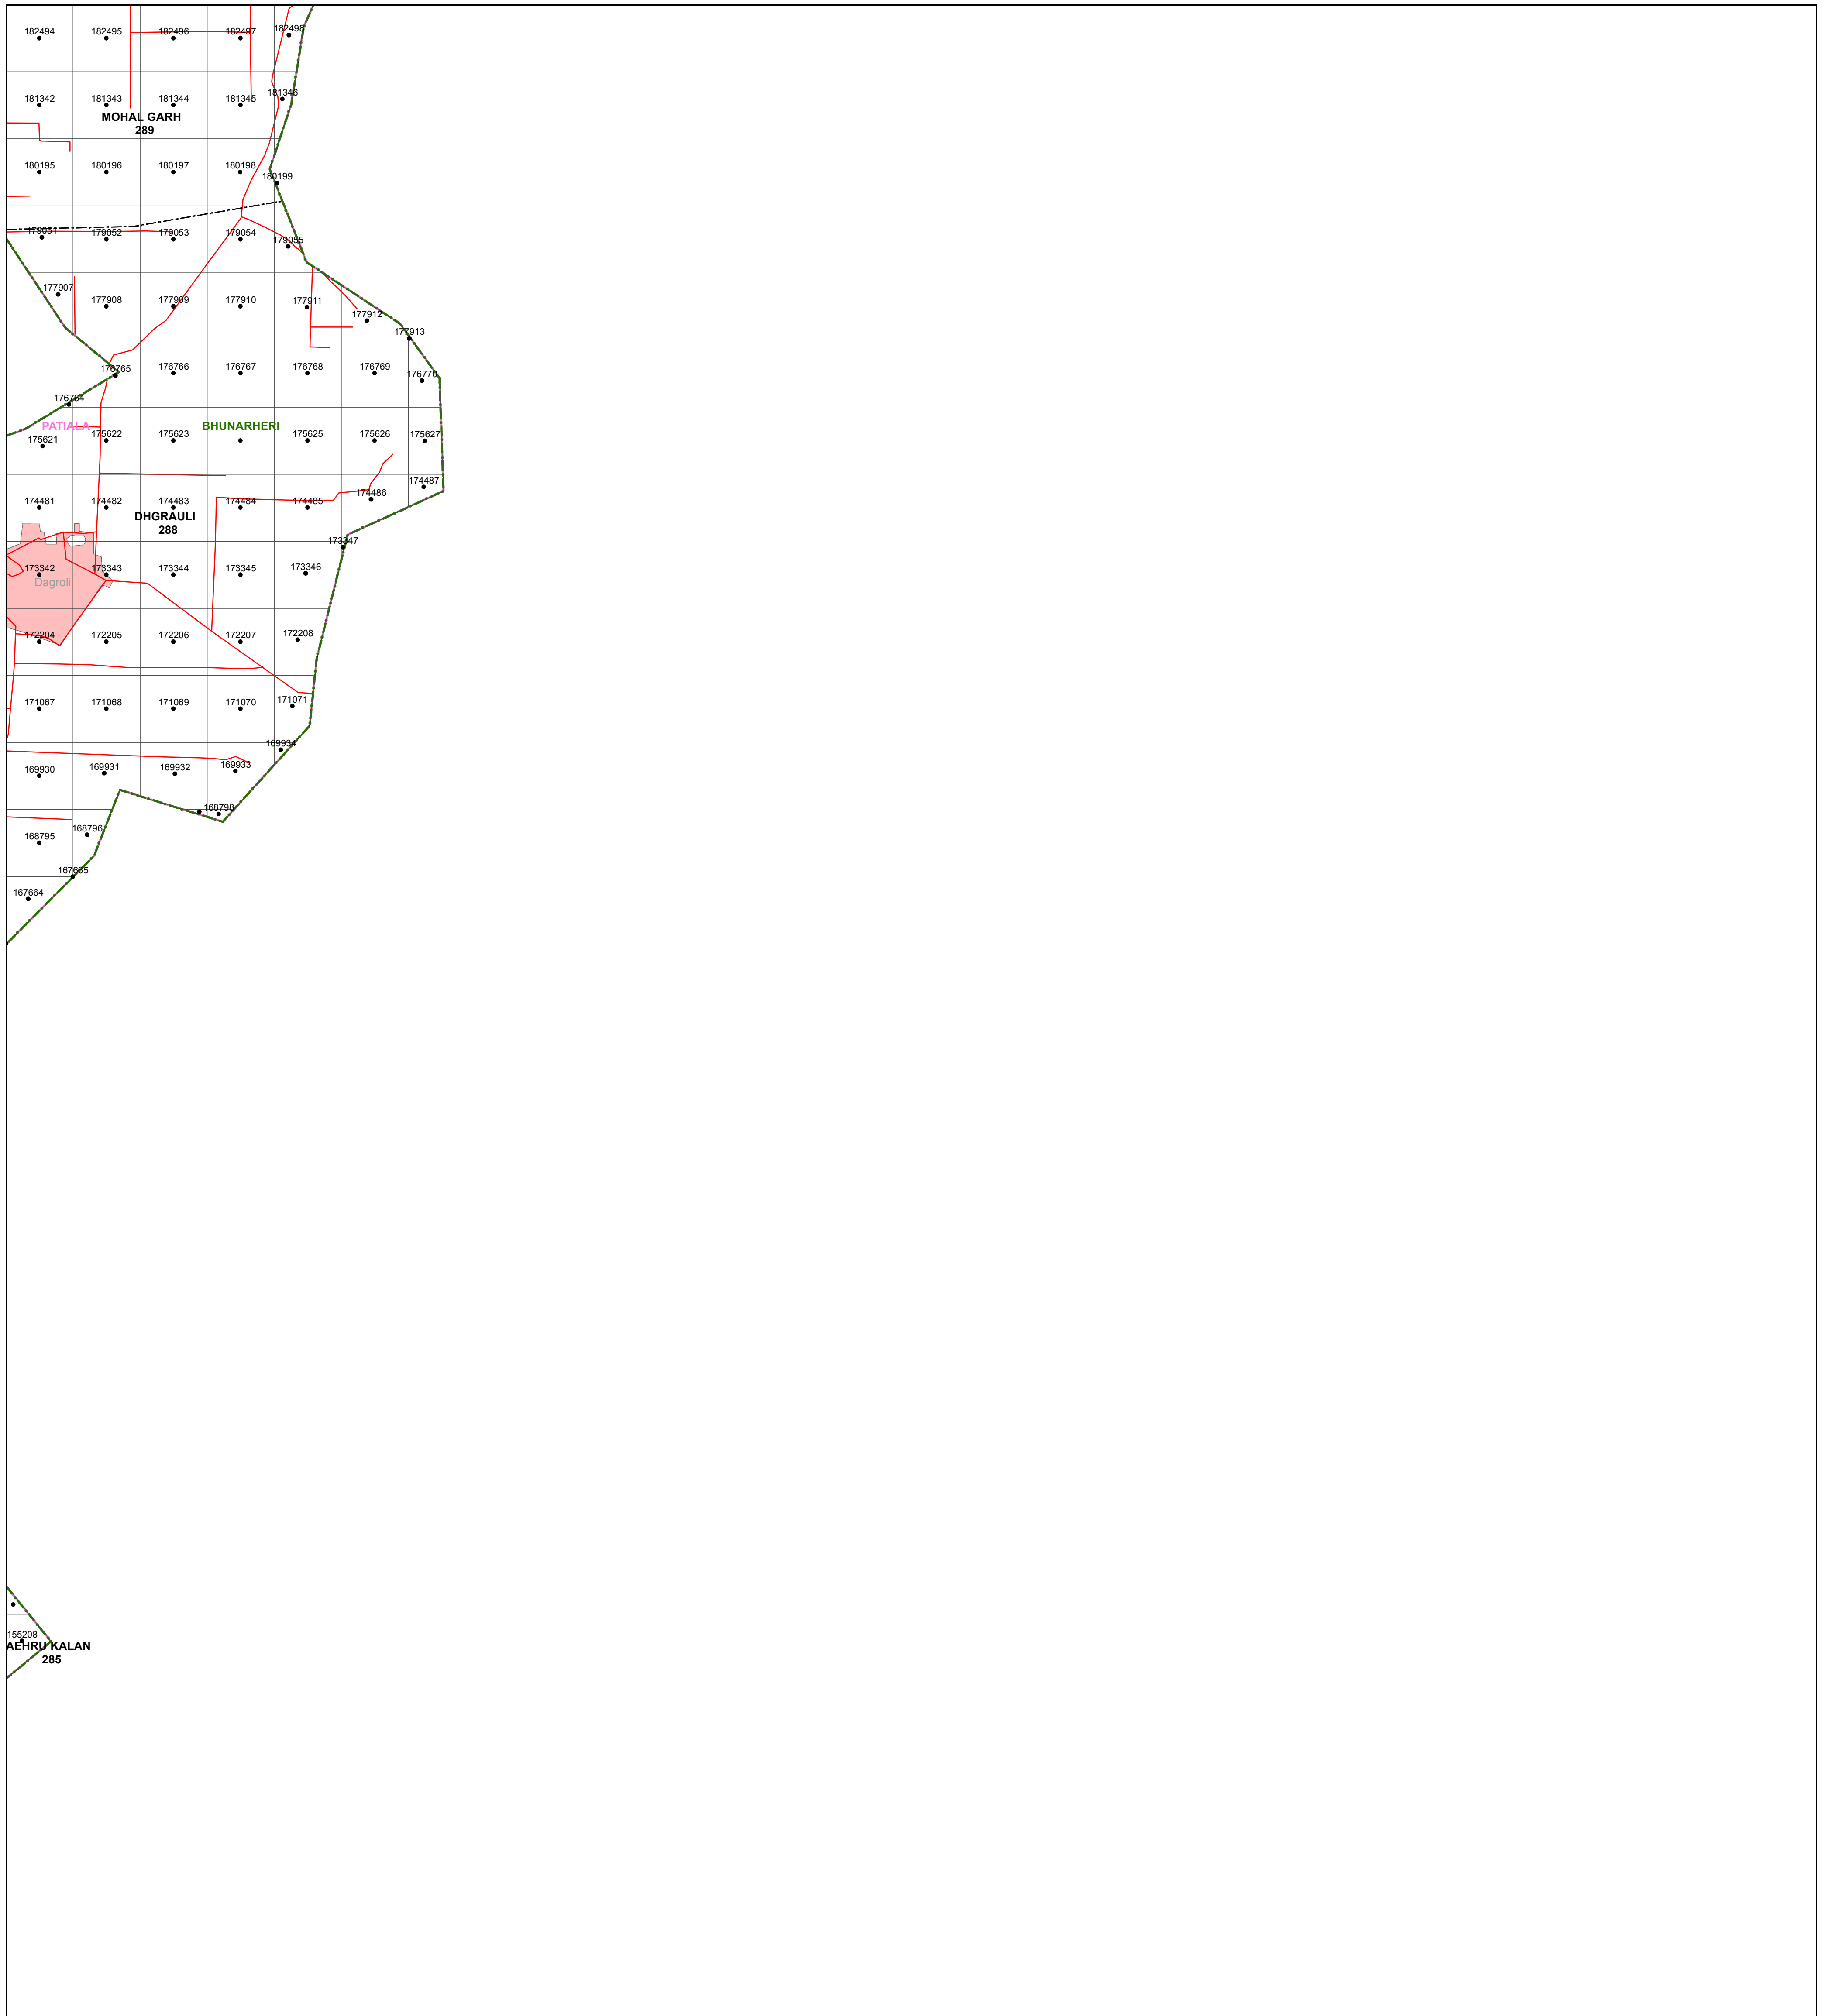 182494 182495 182496 182497 182498
181342 181343 181344 181345 181346
MOHAL GARH
289
180195 180196 180197 180198
180199
179051 179052 179053 179054 179055
177907 177908 177909 177910 177911
177912
177913
176765 176766 176767 176768 176769 176770
176764
PATIALA BHUNARHERI
175621 175622 175623 175625 175626 175627
174487
174481 174482 174483 174484 174485 174486
DHGRAULI
288
173347
173342 173343 173344 173345 173346
Dagroli
172204 172205 172206 172207 172208
171067 171068 171069 171070 171071
169934
169930 169931 169932 169933
168798
168795 168796
167665
167664
155208
AEHRU KALAN
285